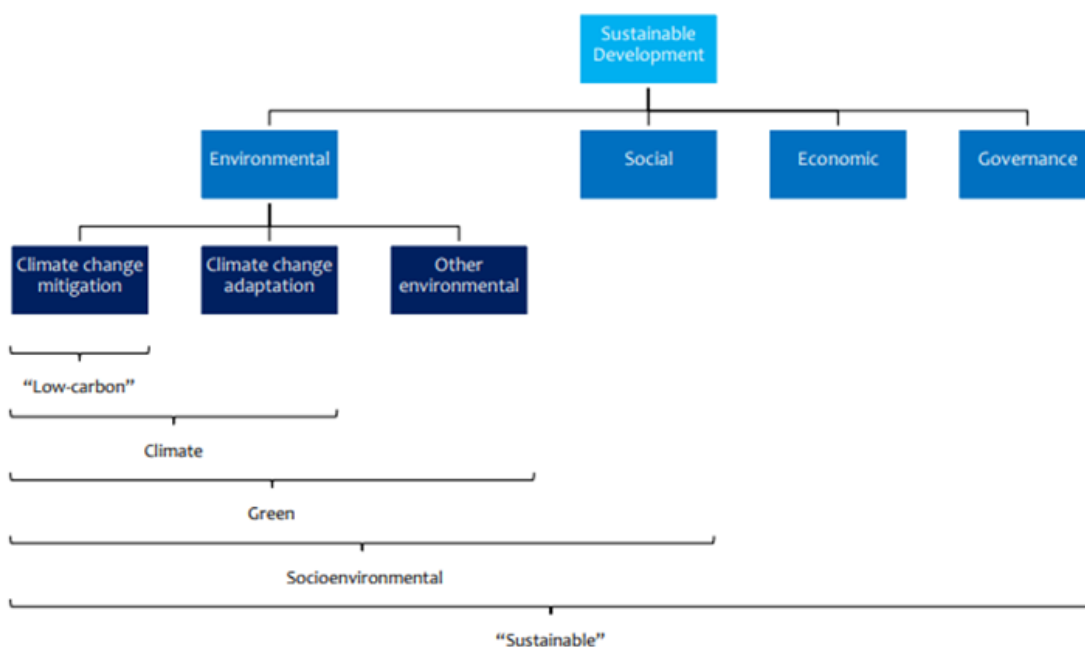 Sustainable
Development
Environmental
Social
Economic
Governance
Climate change
mitigation
Climate change
adaptation
Other
environmental
“Low-carbon”
Climate
Green
Socioenvironmental
“Sustainable”